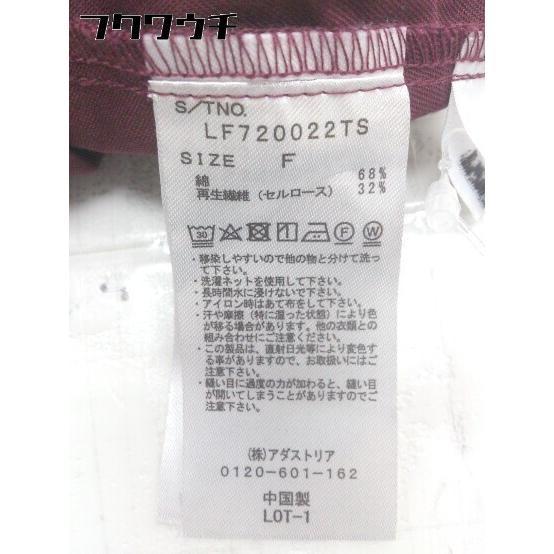 フクワウチ
S/TNO.
LF720022TS
SIZE F
綿 68%
再生繊維(セルロース) 32%
30 F W
・移染しやすいので他の物と分けて洗っ
て下さい。
・洗濯ネットを使用して下さい。
・長時間水に浸けないで下さい。
・アイロン時はあて布をして下さい。
・汗や摩擦(特に湿った状態)により色
が移る場合があります。他の衣類との
組み合わせにご注意ください。
・この製品は、直射日光等により変色す
る事がありますので、お取扱いにはご
注意下さい。
・縫い目に過度の力が加わると、縫い目
が開いてしまうことがありますのでご
注意下さい。
(株)アダストリア
0120-601-162
中国製
LOT-1